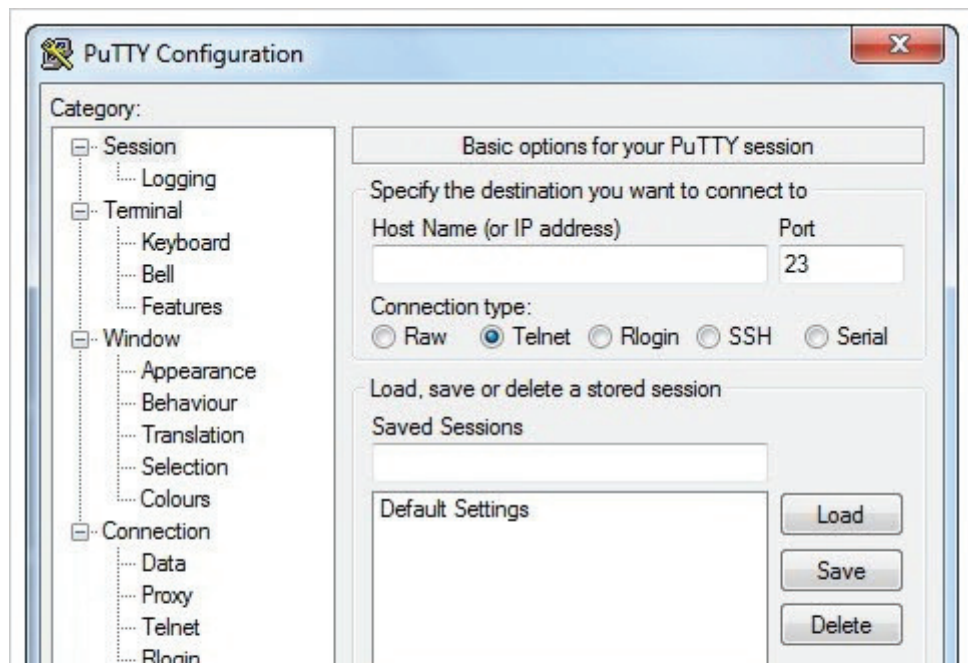 PuTTY Configuration
Category:
Session
Logging
Terminal
Keyboard
Bell
Features
Window
Appearance
Behaviour
Translation
Selection
Colours
Connection
Data
Proxy
Telnet
Rlogin
Basic options for your PuTTY session
Specify the destination you want to connect to
Host Name (or IP address) Port
23
Connection type:
Raw Telnet Rlogin SSH Serial
Load, save or delete a stored session
Saved Sessions
Default Settings
Load
Save
Delete